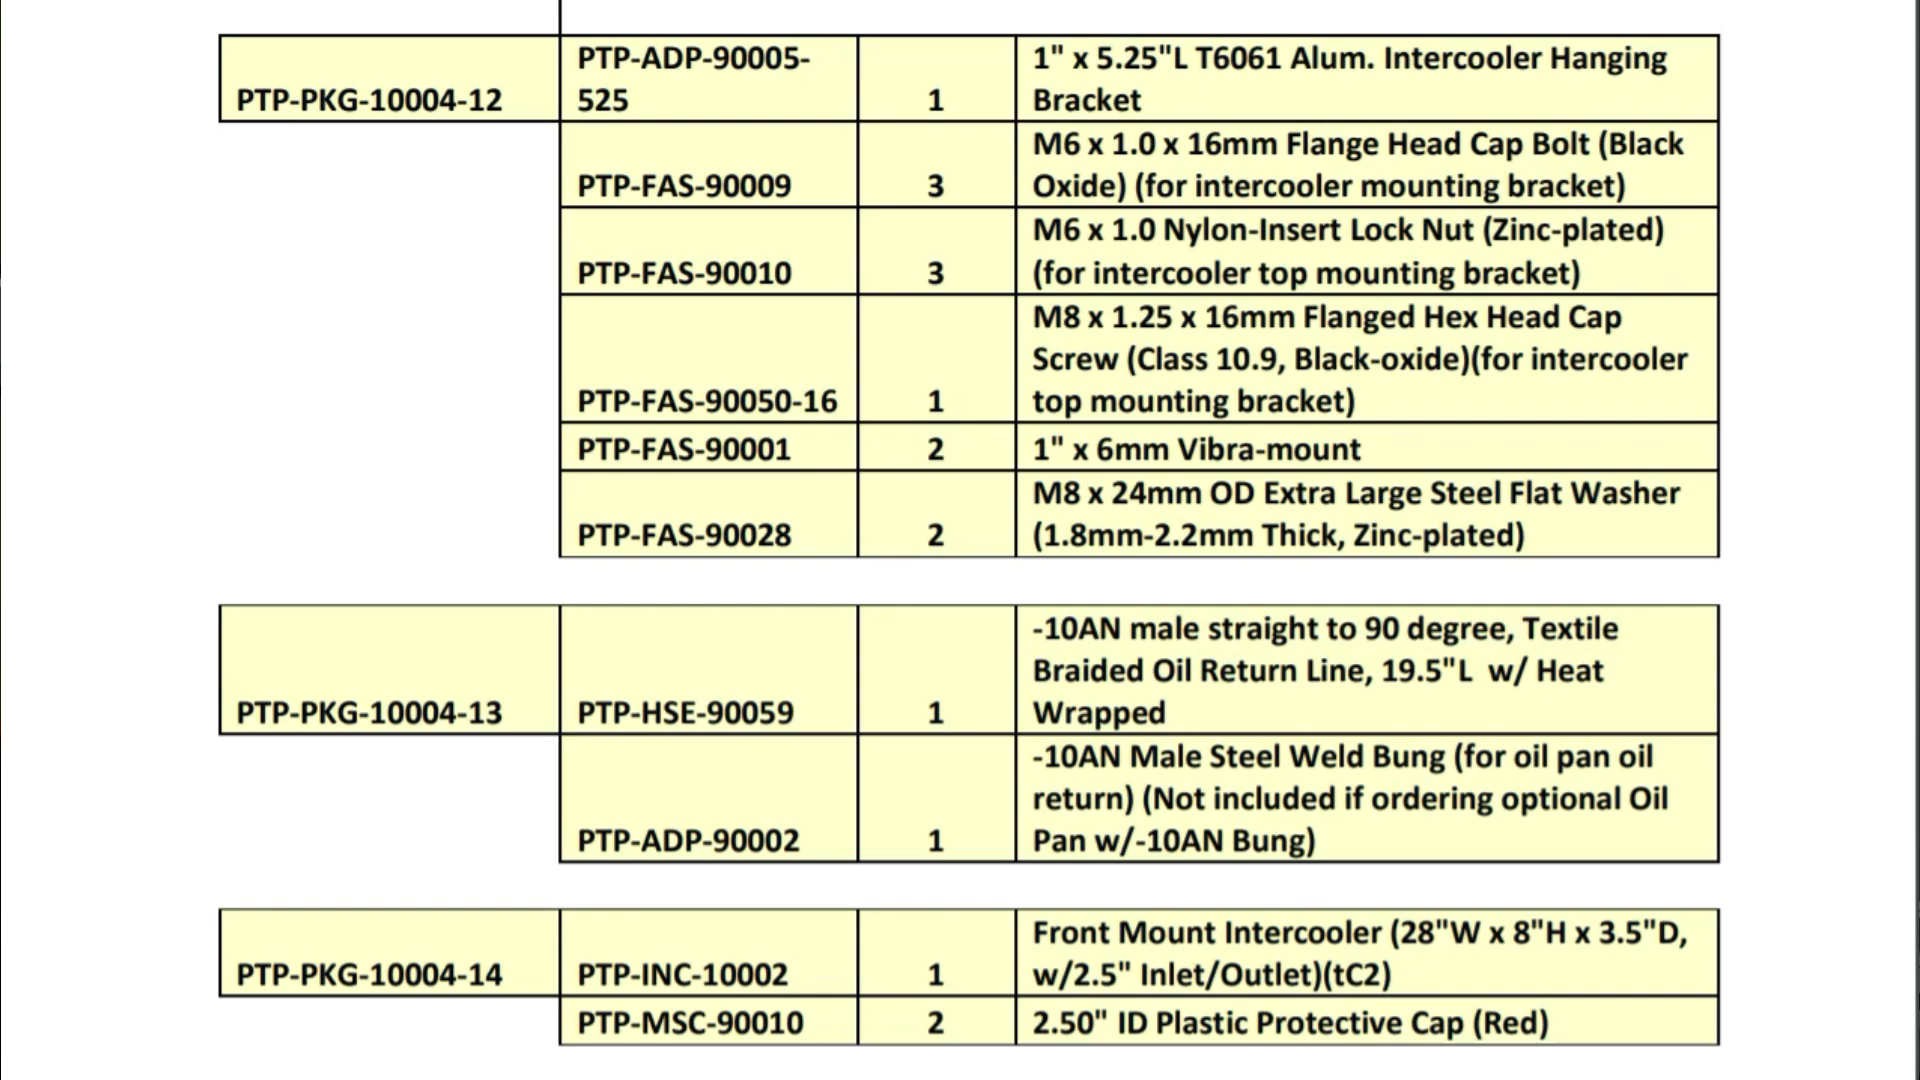 PTP-PKG-10004-12 PTP-ADP-90005-525 1 1" x 5.25"L T6061 Alum. Intercooler Hanging
Bracket
PTP-FAS-90009 3 M6 x 1.0 x 16mm Flange Head Cap Bolt (Black
Oxide) (for intercooler mounting bracket)
PTP-FAS-90010 3 M6 x 1.0 Nylon-Insert Lock Nut (Zinc-plated)
(for intercooler top mounting bracket)
PTP-FAS-90050-16 1 M8 x 1.25 x 16mm Flanged Hex Head Cap
Screw (Class 10.9, Black-oxide)(for intercooler
top mounting bracket)
PTP-FAS-90001 2 1" x 6mm Vibra-mount
PTP-FAS-90028 2 M8 x 24mm OD Extra Large Steel Flat Washer
(1.8mm-2.2mm Thick, Zinc-plated)
PTP-PKG-10004-13 PTP-HSE-90059 1 -10AN male straight to 90 degree, Textile
Braided Oil Return Line, 19.5"L w/ Heat
Wrapped
PTP-ADP-90002 1 -10AN Male Steel Weld Bung (for oil pan oil
return) (Not included if ordering optional Oil
Pan w/-10AN Bung)
PTP-PKG-10004-14 PTP-INC-10002 1 Front Mount Intercooler (28"W x 8"H x 3.5"D,
w/2.5" Inlet/Outlet)(tC2)
PTP-MSC-90010 2 2.50" ID Plastic Protective Cap (Red)